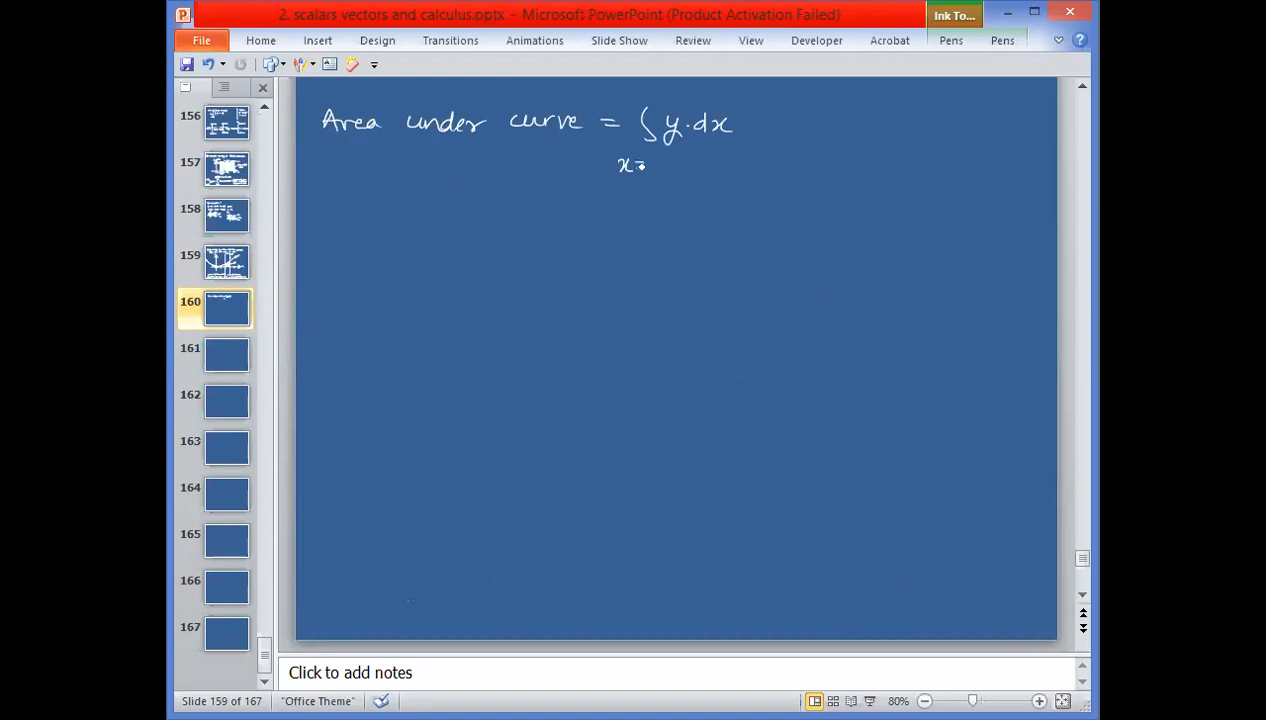 2. scalars vectors and calculus.pptx - Microsoft PowerPoint (Product Activation Failed)
Ink To...
File Home Insert Design Transitions Animations Slide Show Review View Developer Acrobat Pens Pens
156
157
158
159
160
161
162
163
164
165
166
167
Area under curve = ∫ y.dx
x=
Click to add notes
Slide 159 of 167 "Office Theme" 80%